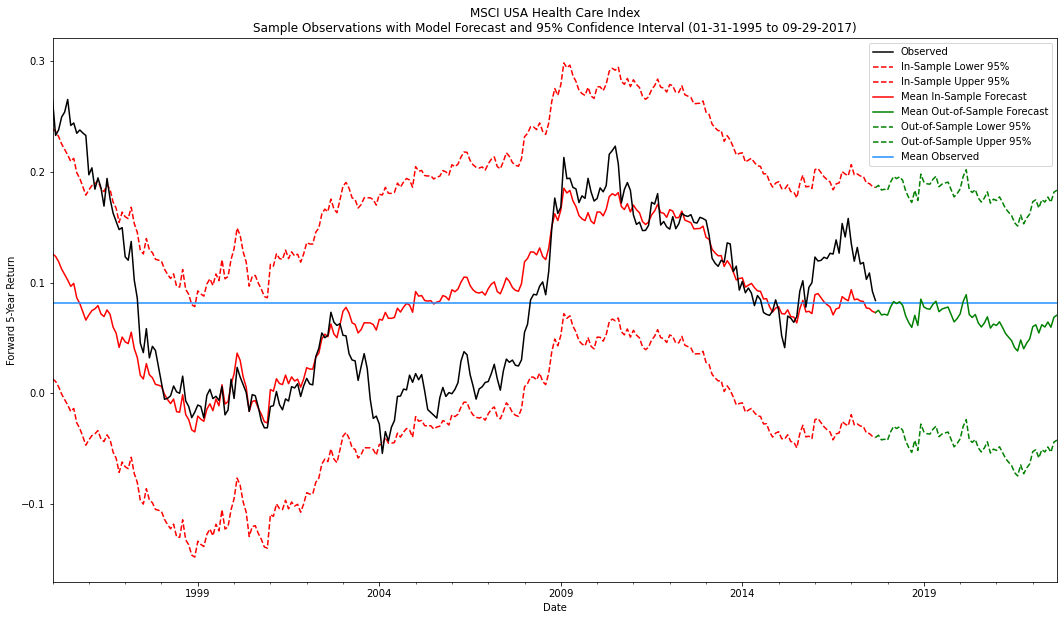 MSCI USA Health Care Index
Sample Observations with Model Forecast and 95% Confidence Interval (01-31-1995 to 09-29-2017)
Observed
In-Sample Lower 95%
In-Sample Upper 95%
Mean In-Sample Forecast
Mean Out-of-Sample Forecast
Out-of-Sample Lower 95%
Out-of-Sample Upper 95%
Mean Observed
Forward 5-Year Return
0.3
0.2
0.1
0.0
−0.1
1999
2004
2009
2014
2019
Date